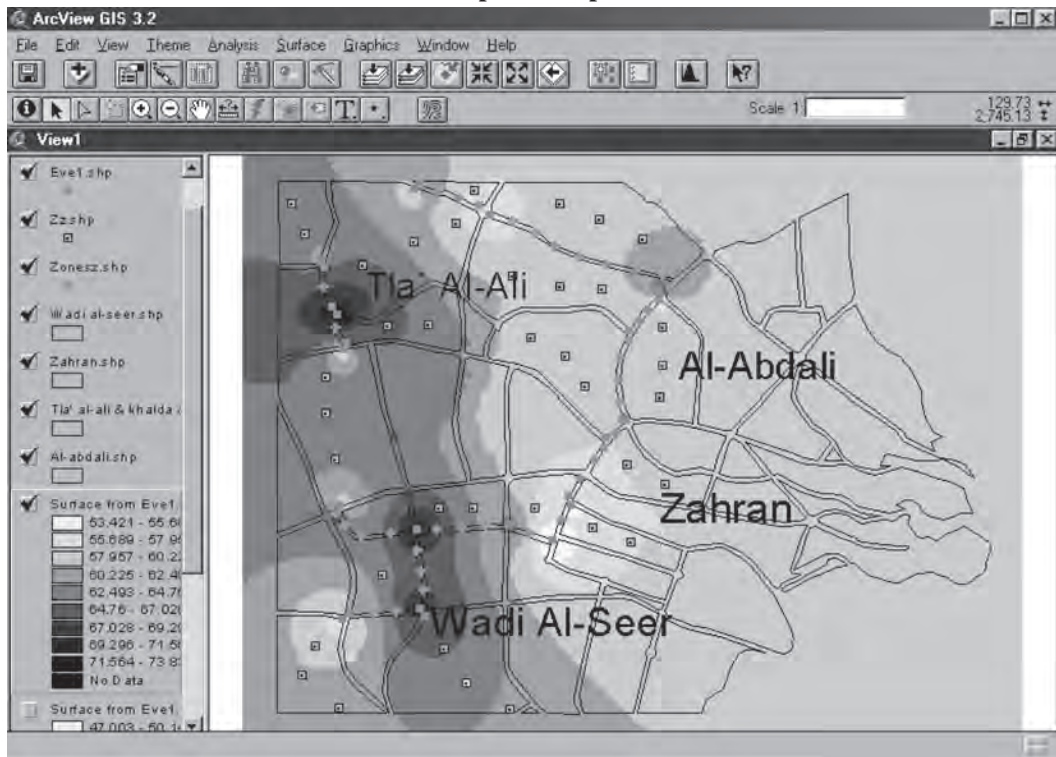 ArcView GIS 3.2
File Edit View Theme Analysis Surface Graphics Window Help
Scale 1:
129.73
2,745.13
View1
Eve1.shp
Zz.shp
Zonesz.shp
Wadi al-seer.shp
Zahran.shp
Tla' al-ali & khalda
Al-abdali.shp
Surface from Eve1.
53.421 - 55.6
55.689 - 57.9
57.957 - 60.2
60.225 - 62.4
62.493 - 64.7
64.76 - 67.02
67.028 - 69.2
69.296 - 71.5
71.564 - 73.8
No Data
Surface from Eve1.
47.003 - 50.1
Tla` Al-Ali
Al-Abdali
Zahran
Wadi Al-Seer